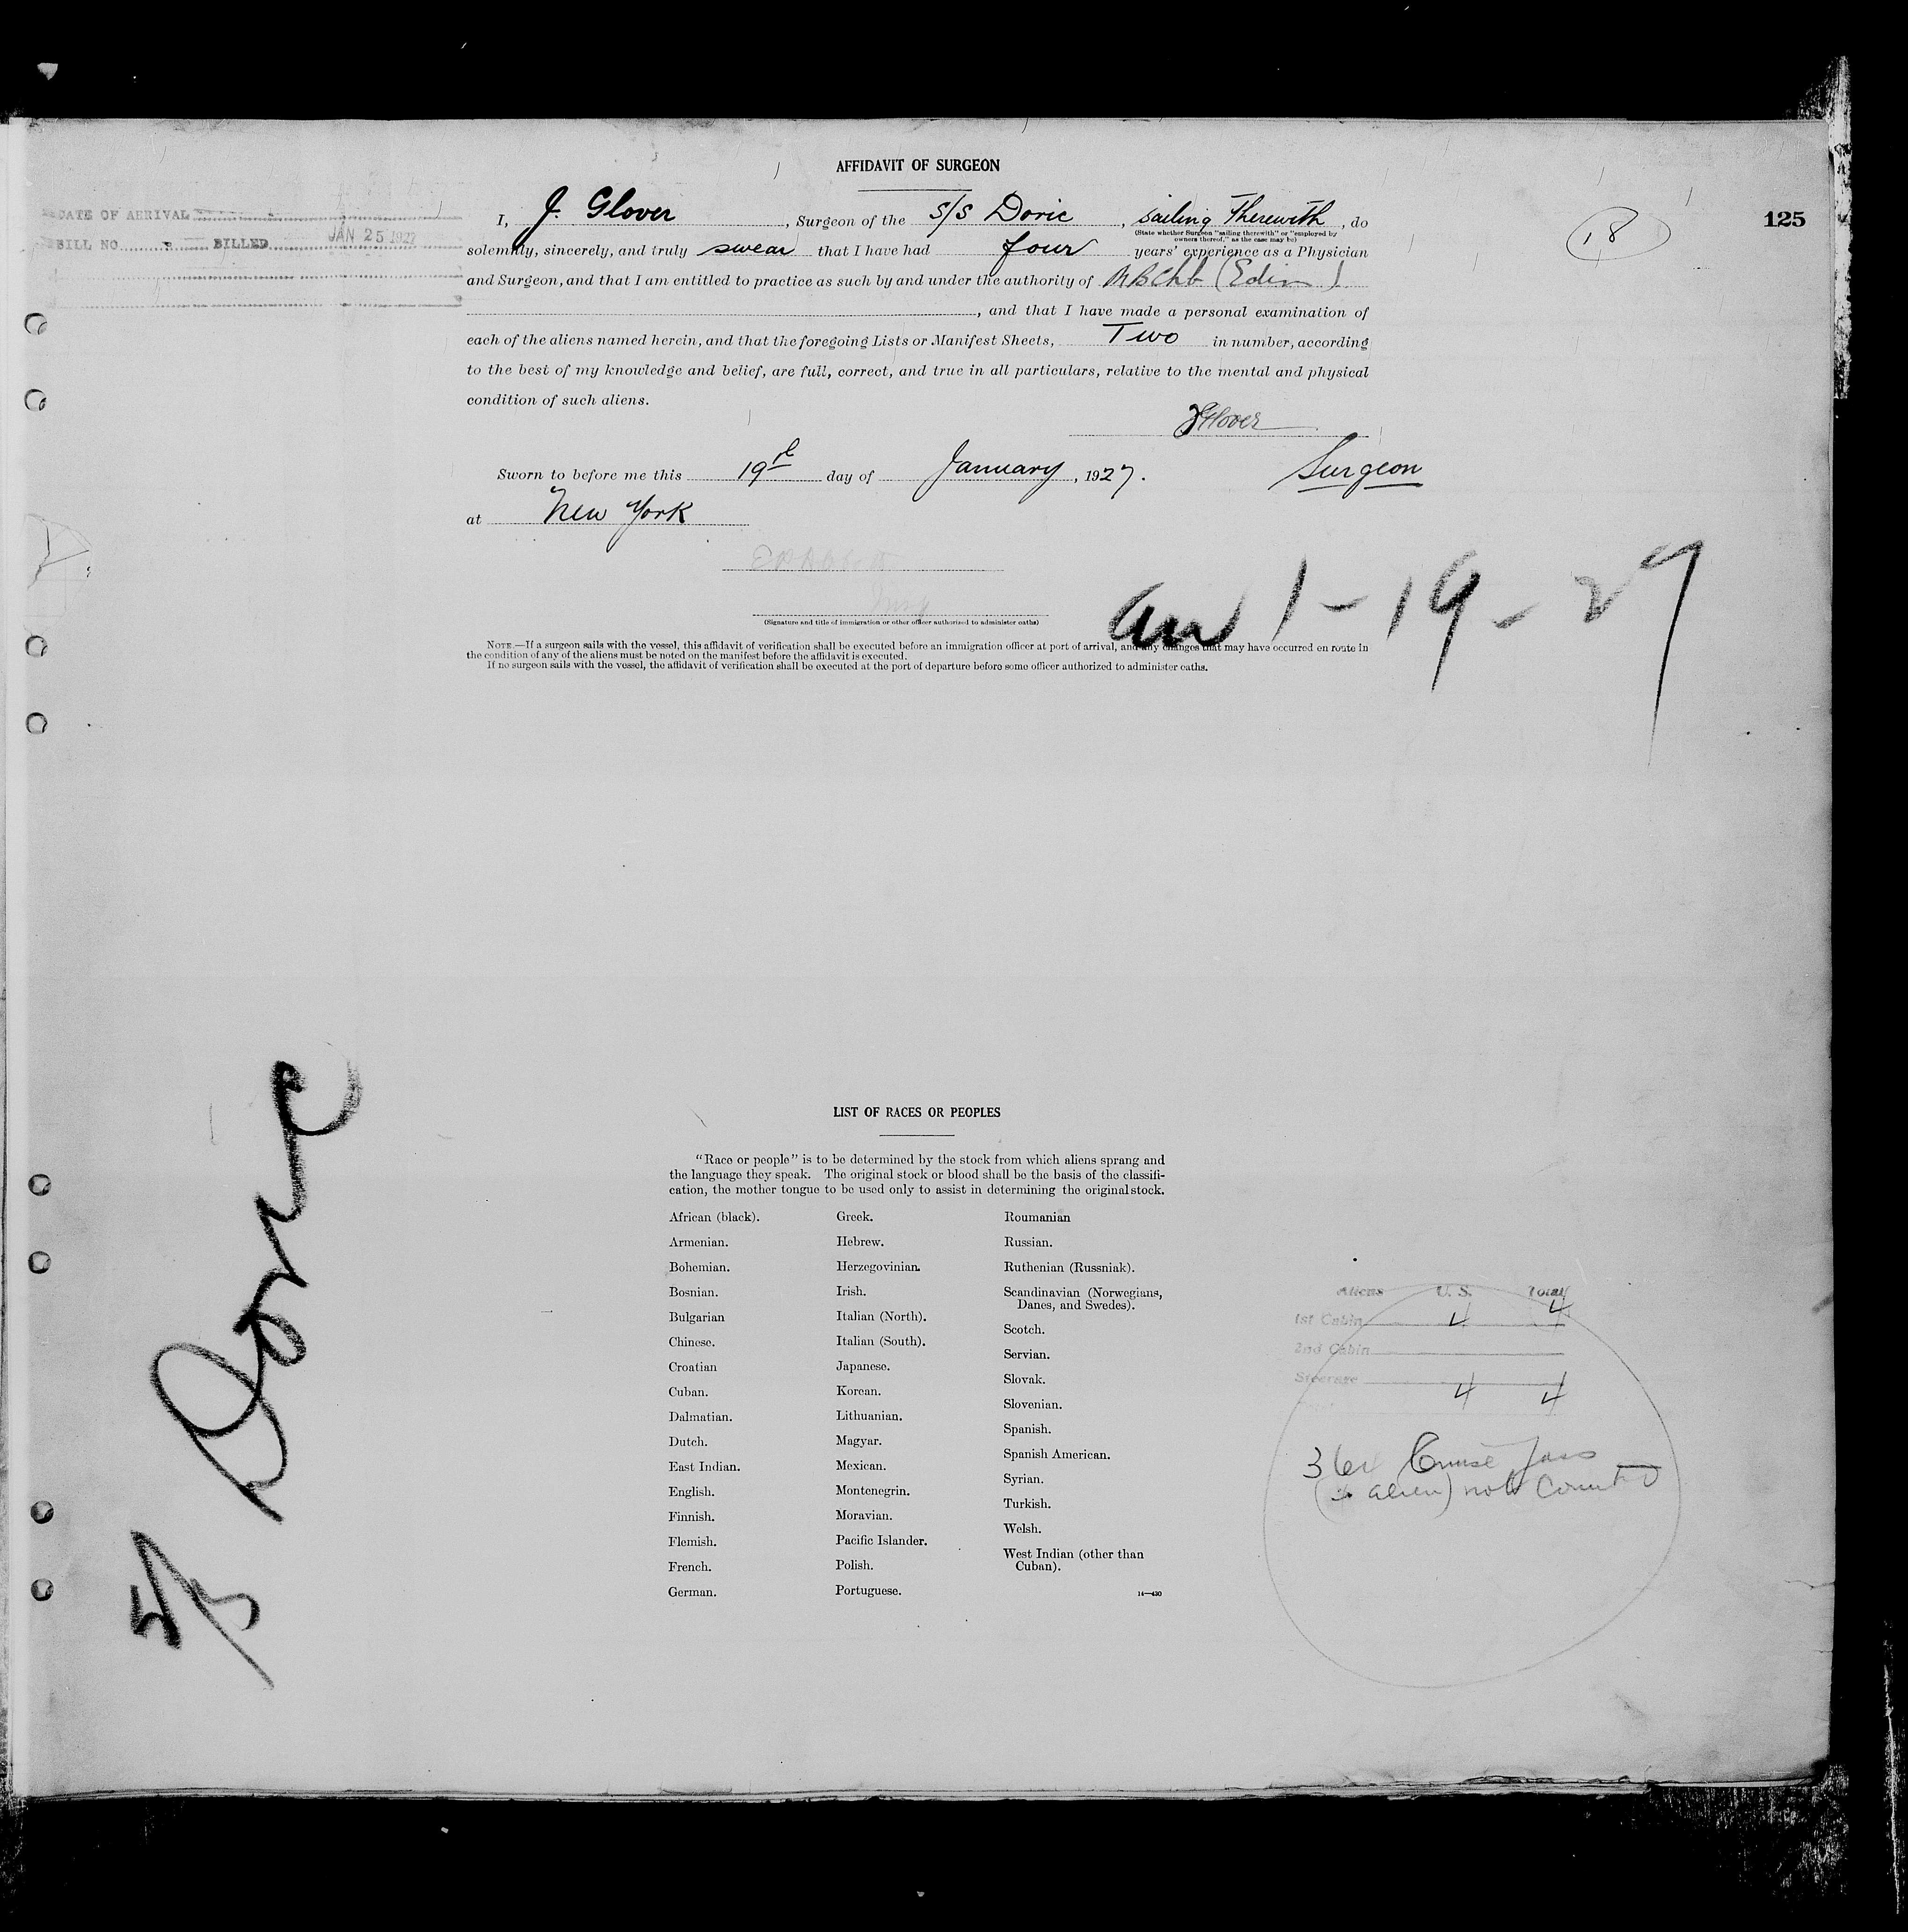 AFFIDAVIT OF SURGEON
DATE OF ARRIVAL
BILL NO. BILLED JAN 25 1927
125
18
I, J. Glover, Surgeon of the S/S Doric, sailing Therewith, do
(State whether Surgeon "sailing therewith" or "employed by
owners thereof," as the case may be)
solemnly, sincerely, and truly swear that I have had four years' experience as a Physician
and Surgeon, and that I am entitled to practice as such by and under the authority of MBChb (Edin)
, and that I have made a personal examination of
each of the aliens named herein, and that the foregoing Lists or Manifest Sheets, Two in number, according
to the best of my knowledge and belief, are full, correct, and true in all particulars, relative to the mental and physical
condition of such aliens.
JGlover
Surgeon
Sworn to before me this 19th day of January, 1927.
at New York
(Signature and title of immigration or other officer authorized to administer oaths)
arr 1-19-27
NOTE.—If a surgeon sails with the vessel, this affidavit of verification shall be executed before an immigration officer at port of arrival, and any changes that may have occurred en route in
the condition of any of the aliens must be noted on the manifest before the affidavit is executed.
If no surgeon sails with the vessel, the affidavit of verification shall be executed at the port of departure before some officer authorized to administer oaths.
S/S Doric
LIST OF RACES OR PEOPLES
"Race or people" is to be determined by the stock from which aliens sprang and
the language they speak. The original stock or blood shall be the basis of the classifi-
cation, the mother tongue to be used only to assist in determining the original stock.
African (black).
Armenian.
Bohemian.
Bosnian.
Bulgarian
Chinese.
Croatian
Cuban.
Dalmatian.
Dutch.
East Indian.
English.
Finnish.
Flemish.
French.
German.
Greek.
Hebrew.
Herzegovinian.
Irish.
Italian (North).
Italian (South).
Japanese.
Korean.
Lithuanian.
Magyar.
Mexican.
Montenegrin.
Moravian.
Pacific Islander.
Polish.
Portuguese.
Roumanian
Russian.
Ruthenian (Russniak).
Scandinavian (Norwegians,
Danes, and Swedes).
Scotch.
Servian.
Slovak.
Slovenian.
Spanish.
Spanish American.
Syrian.
Turkish.
Welsh.
West Indian (other than
Cuban).
14—430
Aliens U. S. Total
1st Cabin 4 4
2nd Cabin
Steerage
4 4
Cruise Pass
alien) not Counted